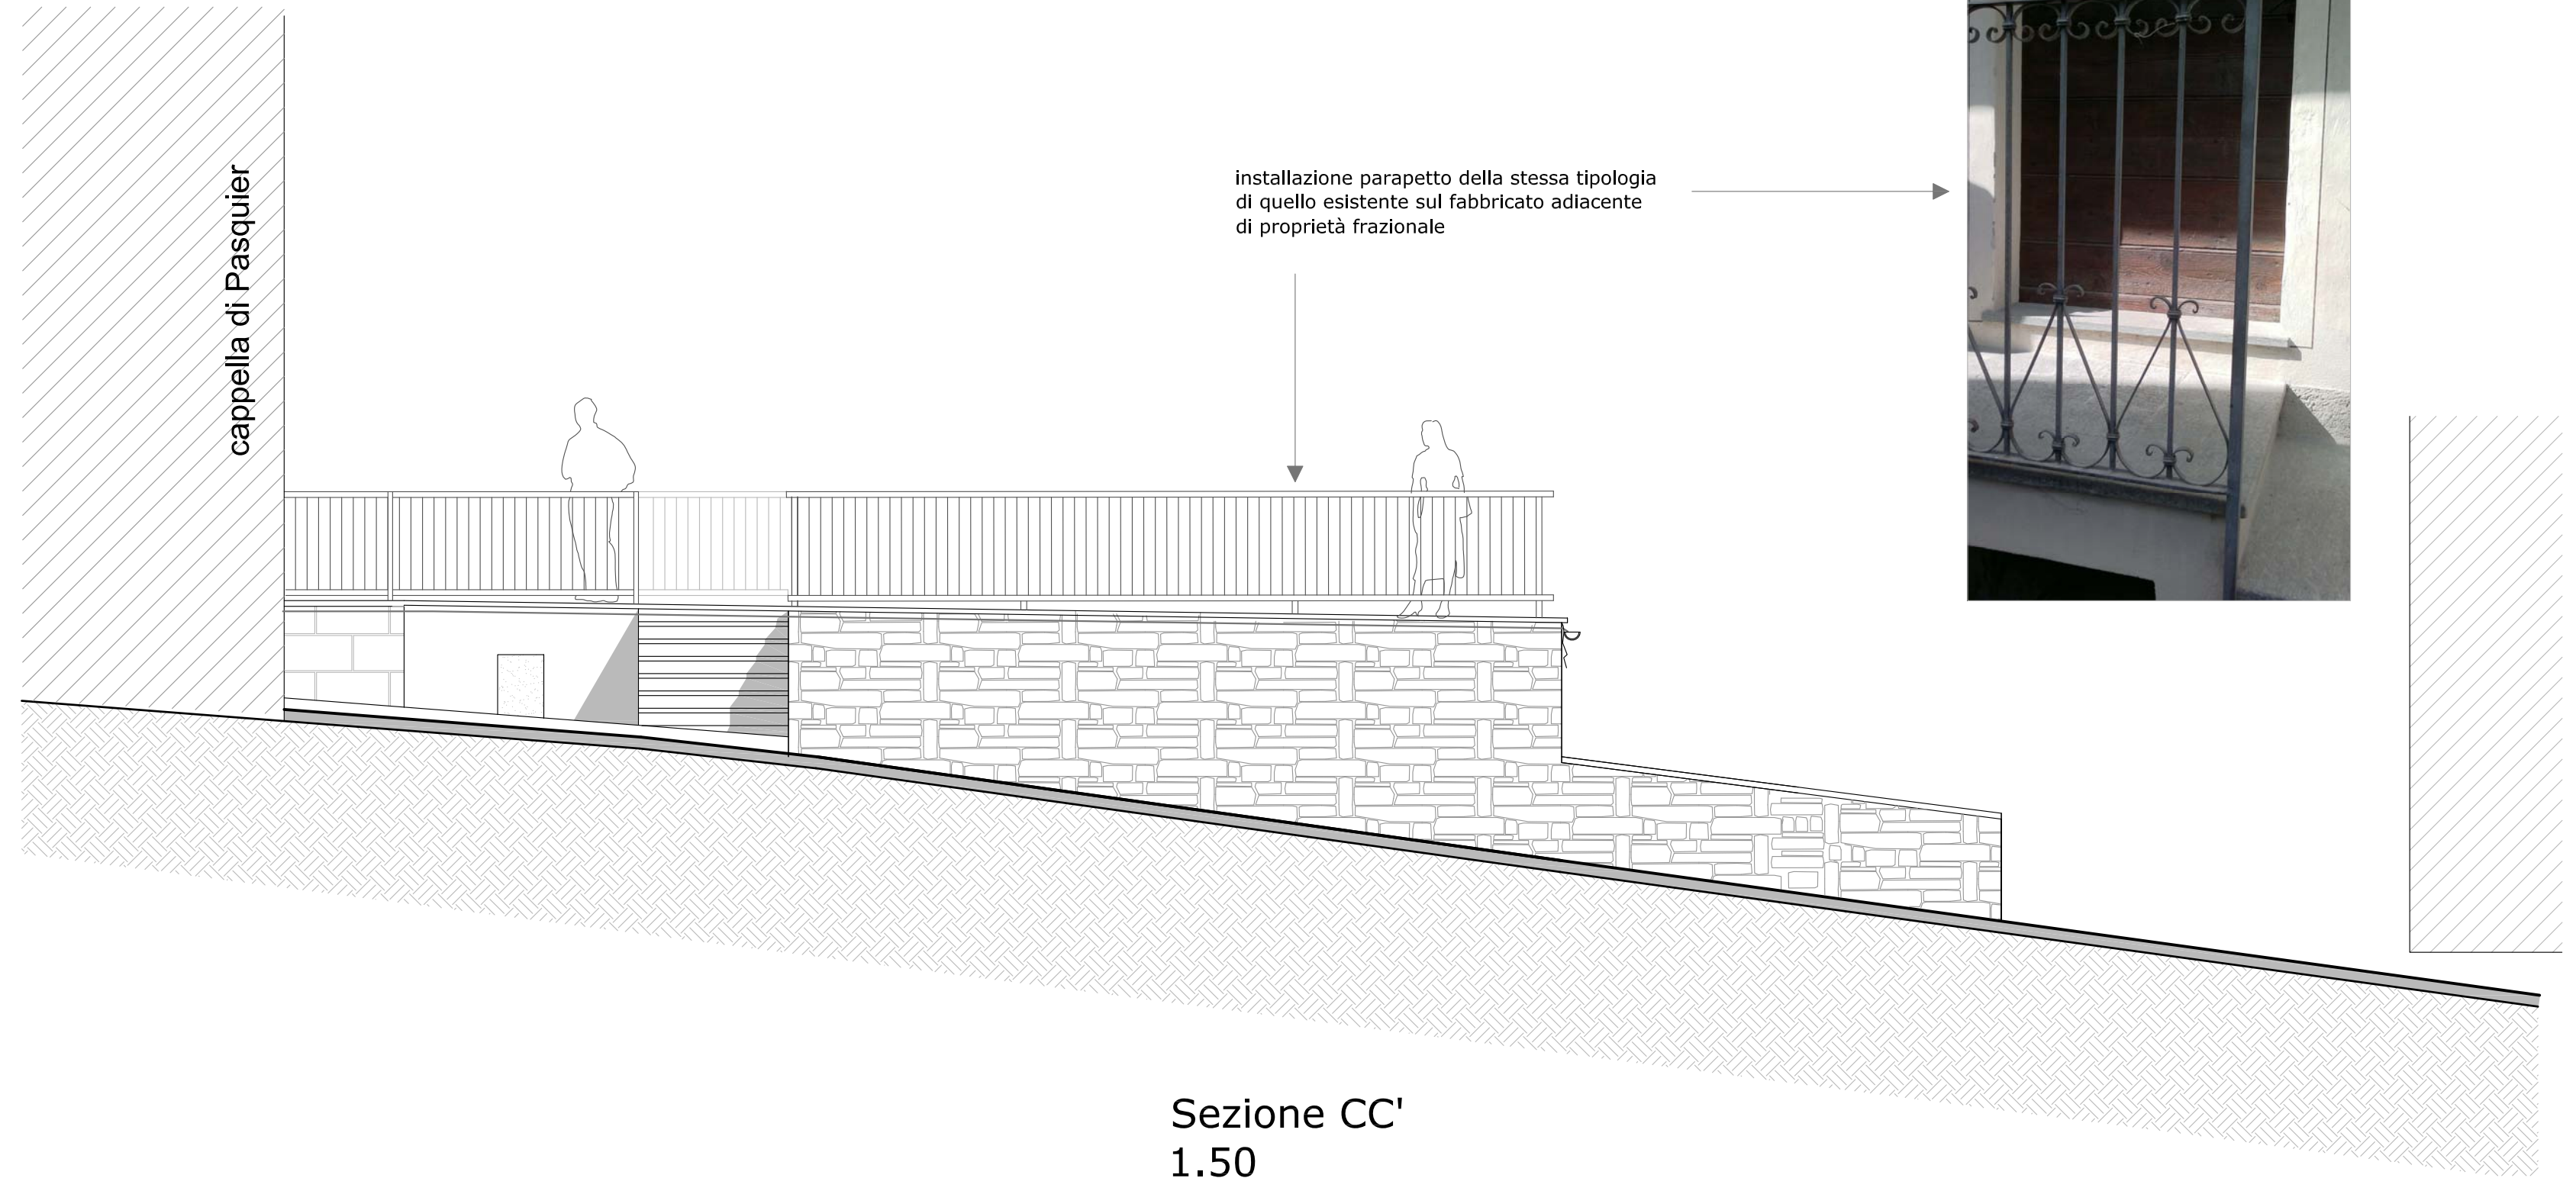 cappella di Pasquier
installazione parapetto della stessa tipologia
di quello esistente sul fabbricato adiacente
di proprietà frazionale
Sezione CC'
1.50